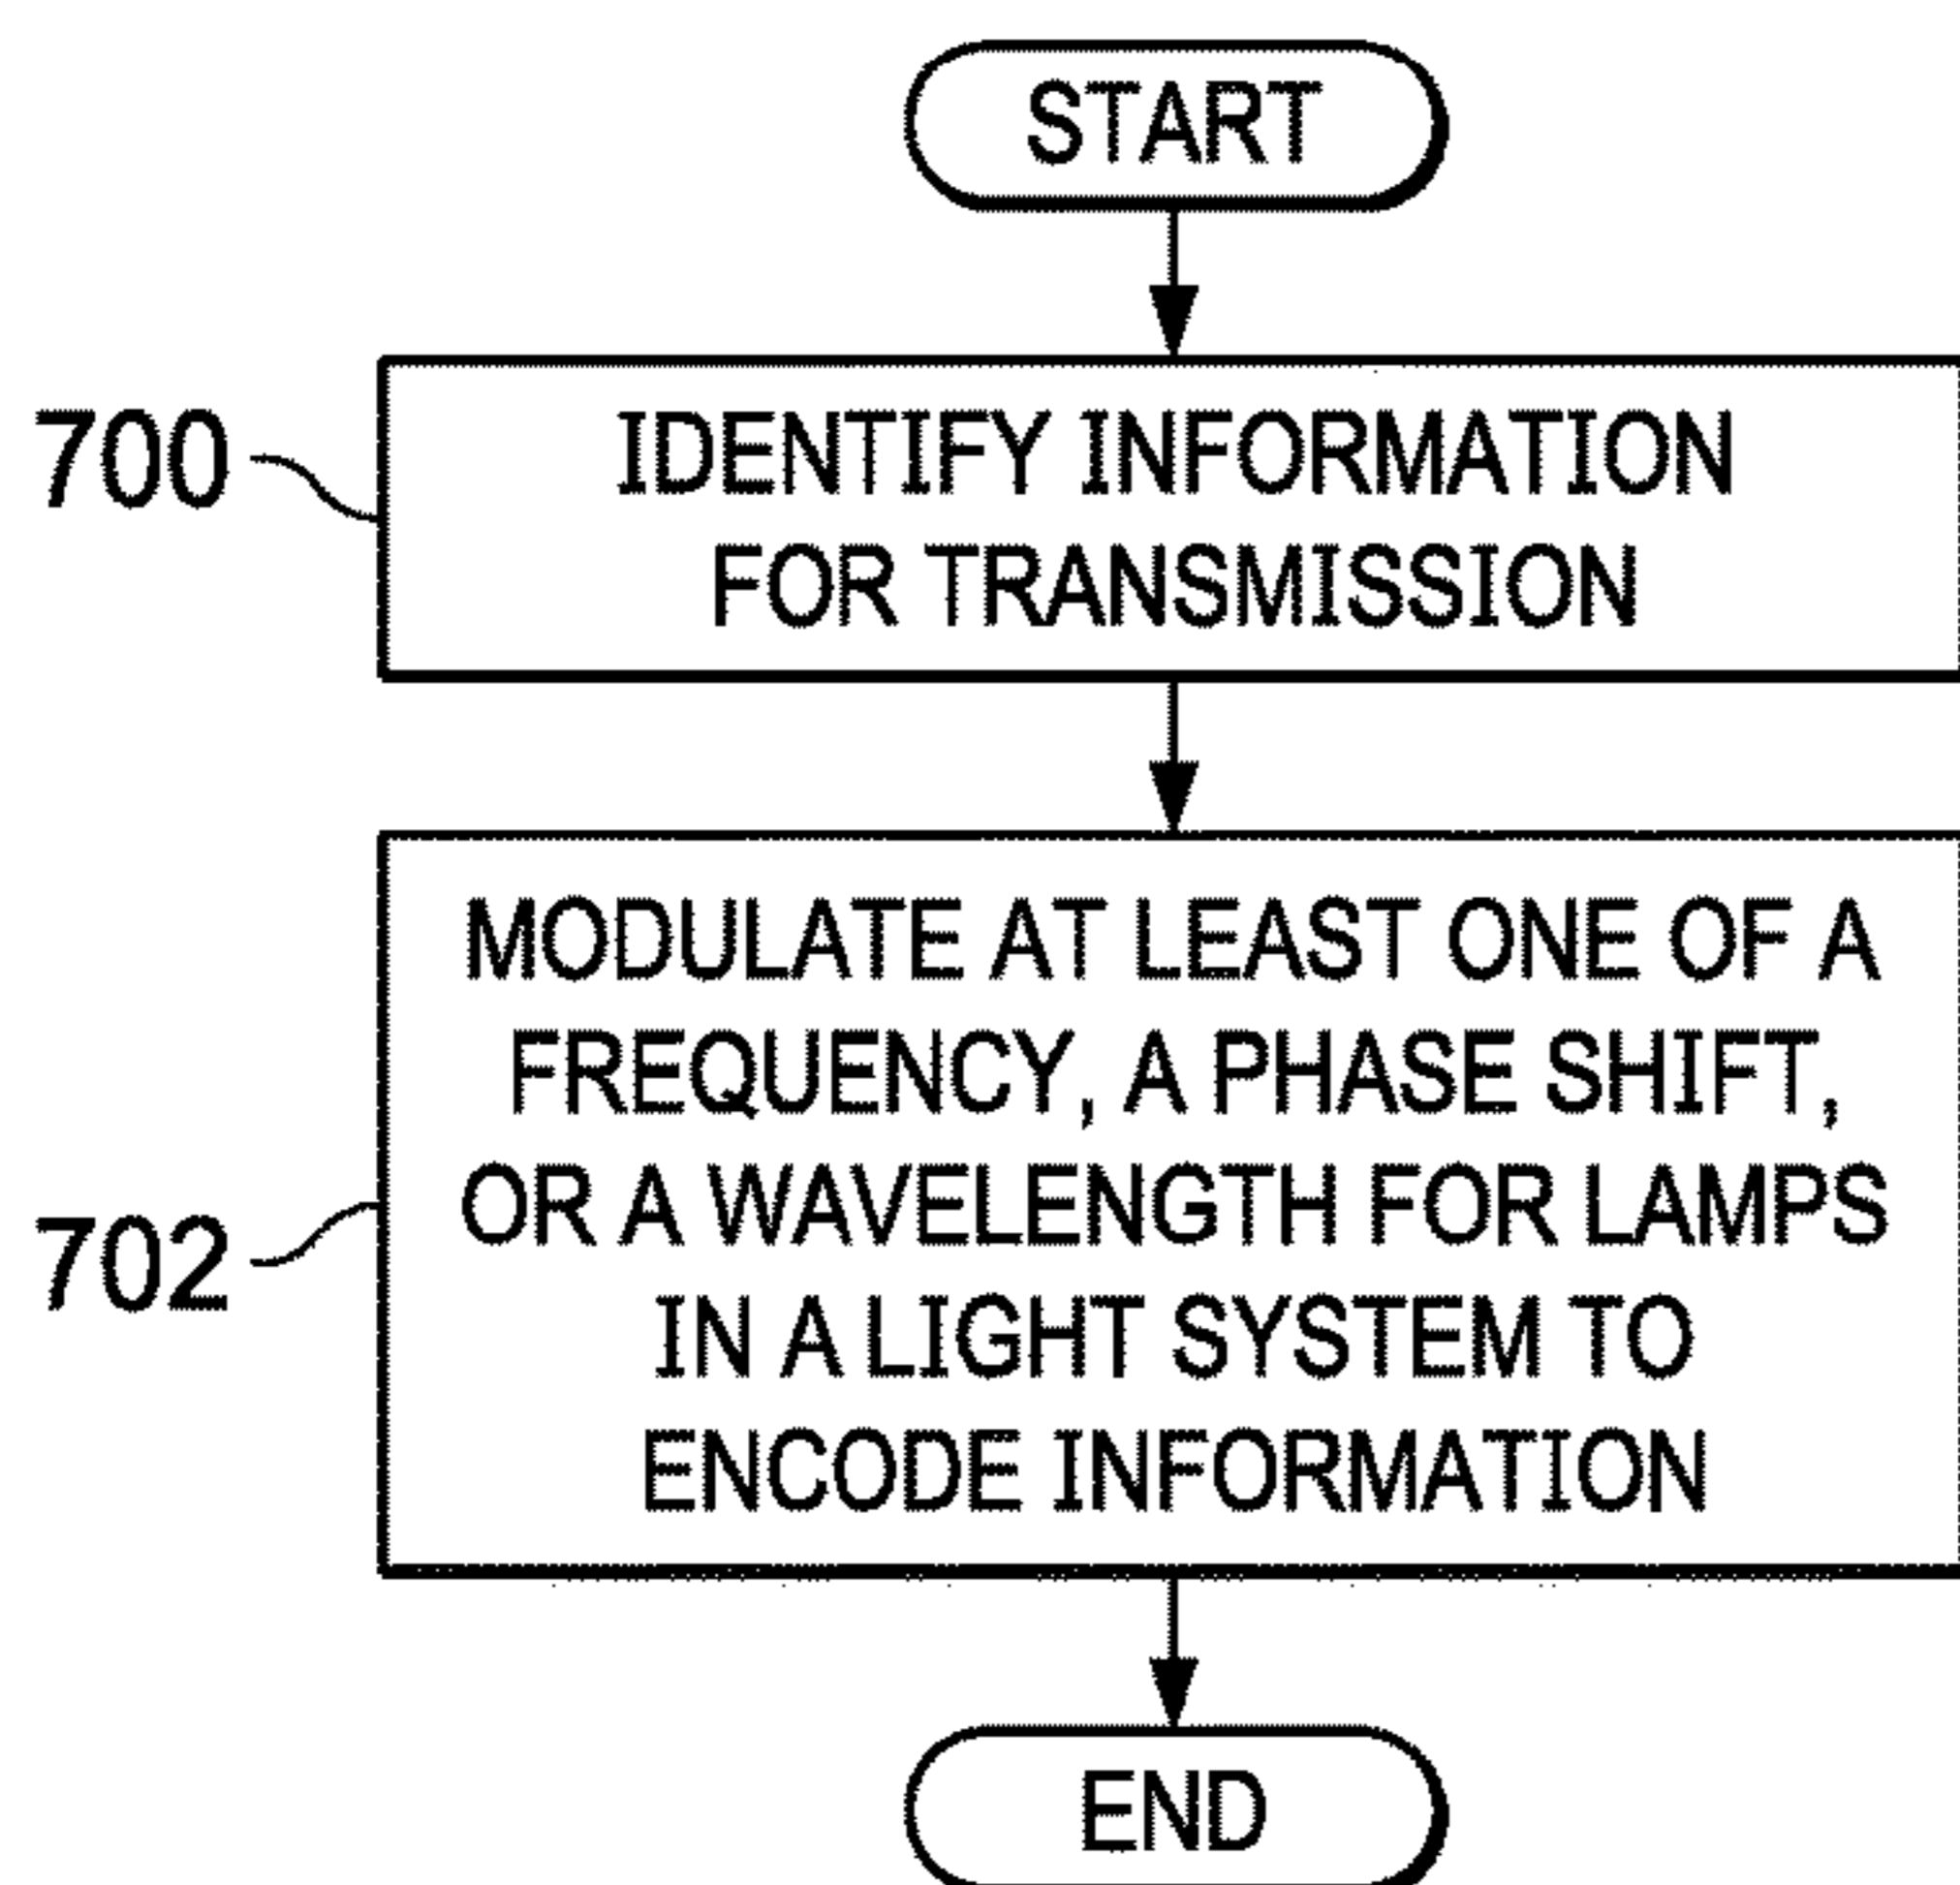 START
700
IDENTIFY INFORMATION
FOR TRANSMISSION
MODULATE AT LEAST ONE OF A
FREQUENCY, A PHASE SHIFT,
OR A WAVELENGTH FOR LAMPS
702
IN A LIGHT SYSTEM TO
ENCODE INFORMATION
END